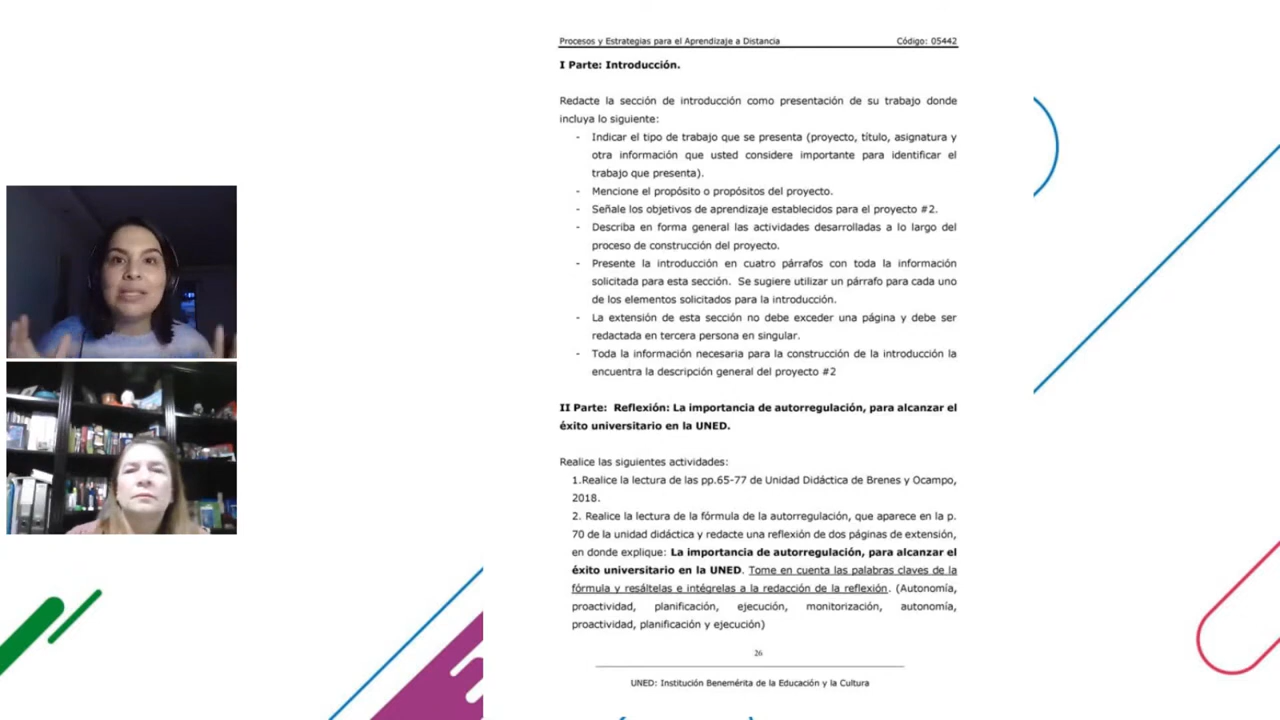 Procesos y Estrategias para el Aprendizaje a Distancia Código: 05442
I Parte: Introducción.
Redacte la sección de introducción como presentación de su trabajo donde
incluya lo siguiente:
- Indicar el tipo de trabajo que se presenta (proyecto, título, asignatura y
otra información que usted considere importante para identificar el
trabajo que presenta).
- Mencione el propósito o propósitos del proyecto.
- Señale los objetivos de aprendizaje establecidos para el proyecto #2.
- Describa en forma general las actividades desarrolladas a lo largo del
proceso de construcción del proyecto.
- Presente la introducción en cuatro párrafos con toda la información
solicitada para esta sección. Se sugiere utilizar un párrafo para cada uno
de los elementos solicitados para la introducción.
- La extensión de esta sección no debe exceder una página y debe ser
redactada en tercera persona en singular.
- Toda la información necesaria para la construcción de la introducción la
encuentra la descripción general del proyecto #2
II Parte: Reflexión: La importancia de autorregulación, para alcanzar el
éxito universitario en la UNED.
Realice las siguientes actividades:
1.Realice la lectura de las pp.65-77 de Unidad Didáctica de Brenes y Ocampo,
2018.
2. Realice la lectura de la fórmula de la autorregulación, que aparece en la p.
70 de la unidad didáctica y redacte una reflexión de dos páginas de extensión,
en donde explique: La importancia de autorregulación, para alcanzar el
éxito universitario en la UNED. Tome en cuenta las palabras claves de la
fórmula y resáltelas e intégrelas a la redacción de la reflexión. (Autonomía,
proactividad, planificación, ejecución, monitorización, autonomía,
proactividad, planificación y ejecución)
26
UNED: Institución Benemérita de la Educación y la Cultura